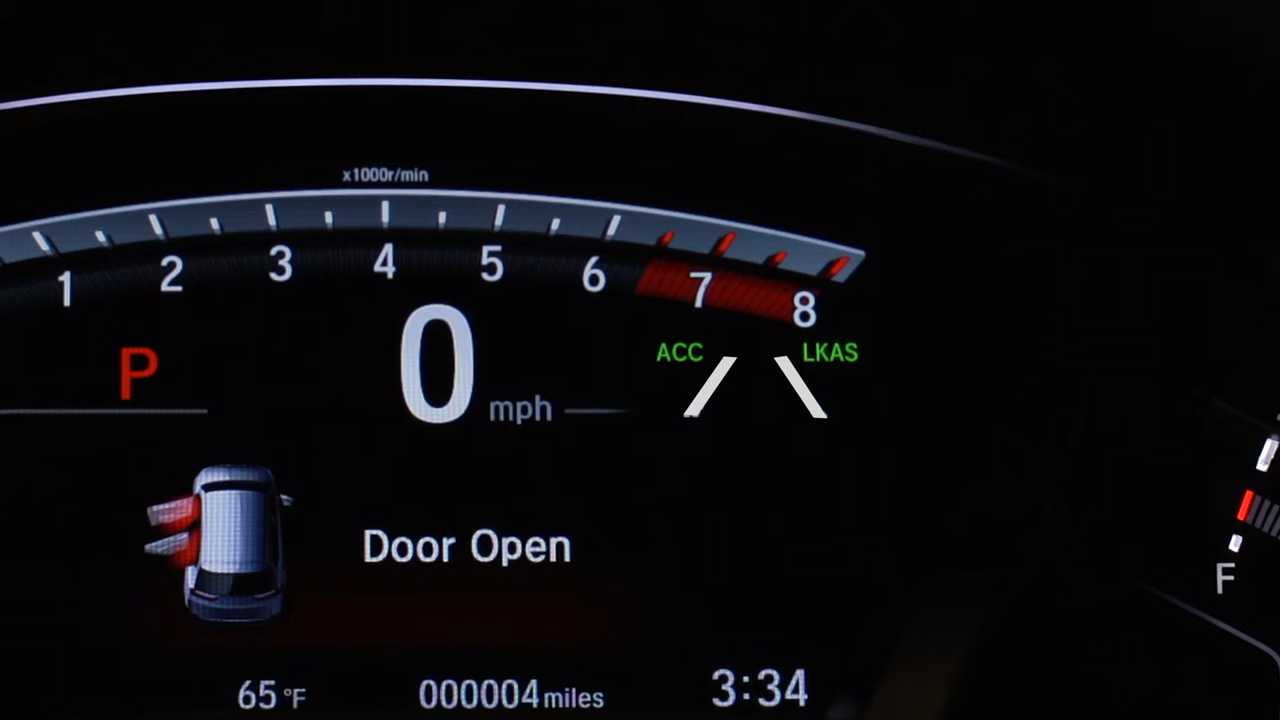 x1000r/min
1 2 3 4 5 6 7 8
P 0 mph ACC LKAS
Door Open
F
65°F 000004 miles 3:34